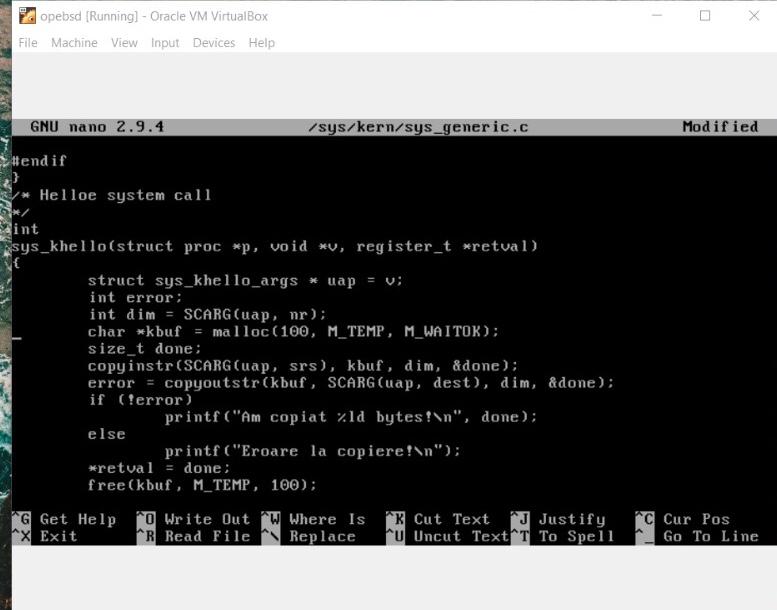 opebsd [Running] - Oracle VM VirtualBox
File Machine View Input Devices Help
GNU nano 2.9.4 /sys/kern/sys_generic.c Modified
#endif
}
/* Helloe system call
*/
int
sys_khello(struct proc *p, void *v, register_t *retval)
{
struct sys_khello_args * uap = v;
int error;
int dim = SCARG(uap, nr);
char *kbuf = malloc(100, M_TEMP, M_WAITOK);
size_t done;
copyinstr(SCARG(uap, srs), kbuf, dim, &done);
error = copyoutstr(kbuf, SCARG(uap, dest), dim, &done);
if (!error)
printf("Am copiat %ld bytes!\n", done);
else
printf("Eroare la copiere!\n");
*retval = done;
free(kbuf, M_TEMP, 100);
^G Get Help ^O Write Out ^W Where Is ^K Cut Text ^J Justify ^C Cur Pos
^X Exit ^R Read File ^\ Replace ^U Uncut Text ^T To Spell ^_ Go To Line